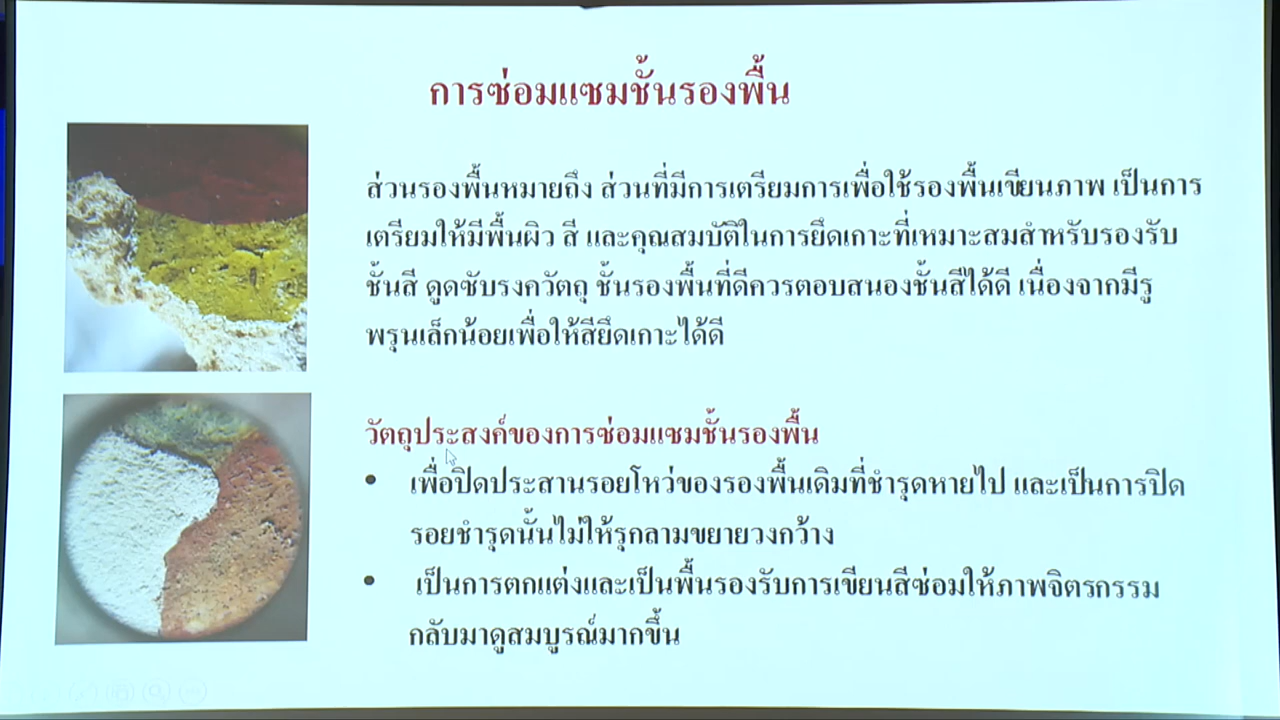 การซ่อมแซมชั้นรองพื้น
ส่วนรองพื้นหมายถึง ส่วนที่มีการเตรียมการเพื่อใช้รองพื้นเขียนภาพ เป็นการ
เตรียมให้มีพื้นผิว สี และคุณสมบัติในการยึดเกาะที่เหมาะสมสำหรับรองรับ
ชั้นสี ดูดซับรงควัตถุ ชั้นรองพื้นที่ดีควรตอบสนองชั้นสีได้ดี เนื่องจากมีรู
พรุนเล็กน้อยเพื่อให้สียึดเกาะได้ดี
วัตถุประสงค์ของการซ่อมแซมชั้นรองพื้น
• เพื่อปิดประสานรอยโหว่ของรองพื้นเดิมที่ชำรุดหายไป และเป็นการปิด
รอยชำรุดนั้นไม่ให้รุกลามขยายวงกว้าง
• เป็นการตกแต่งและเป็นพื้นรองรับการเขียนสีซ่อมให้ภาพจิตรกรรม
กลับมาดูสมบูรณ์มากขึ้น